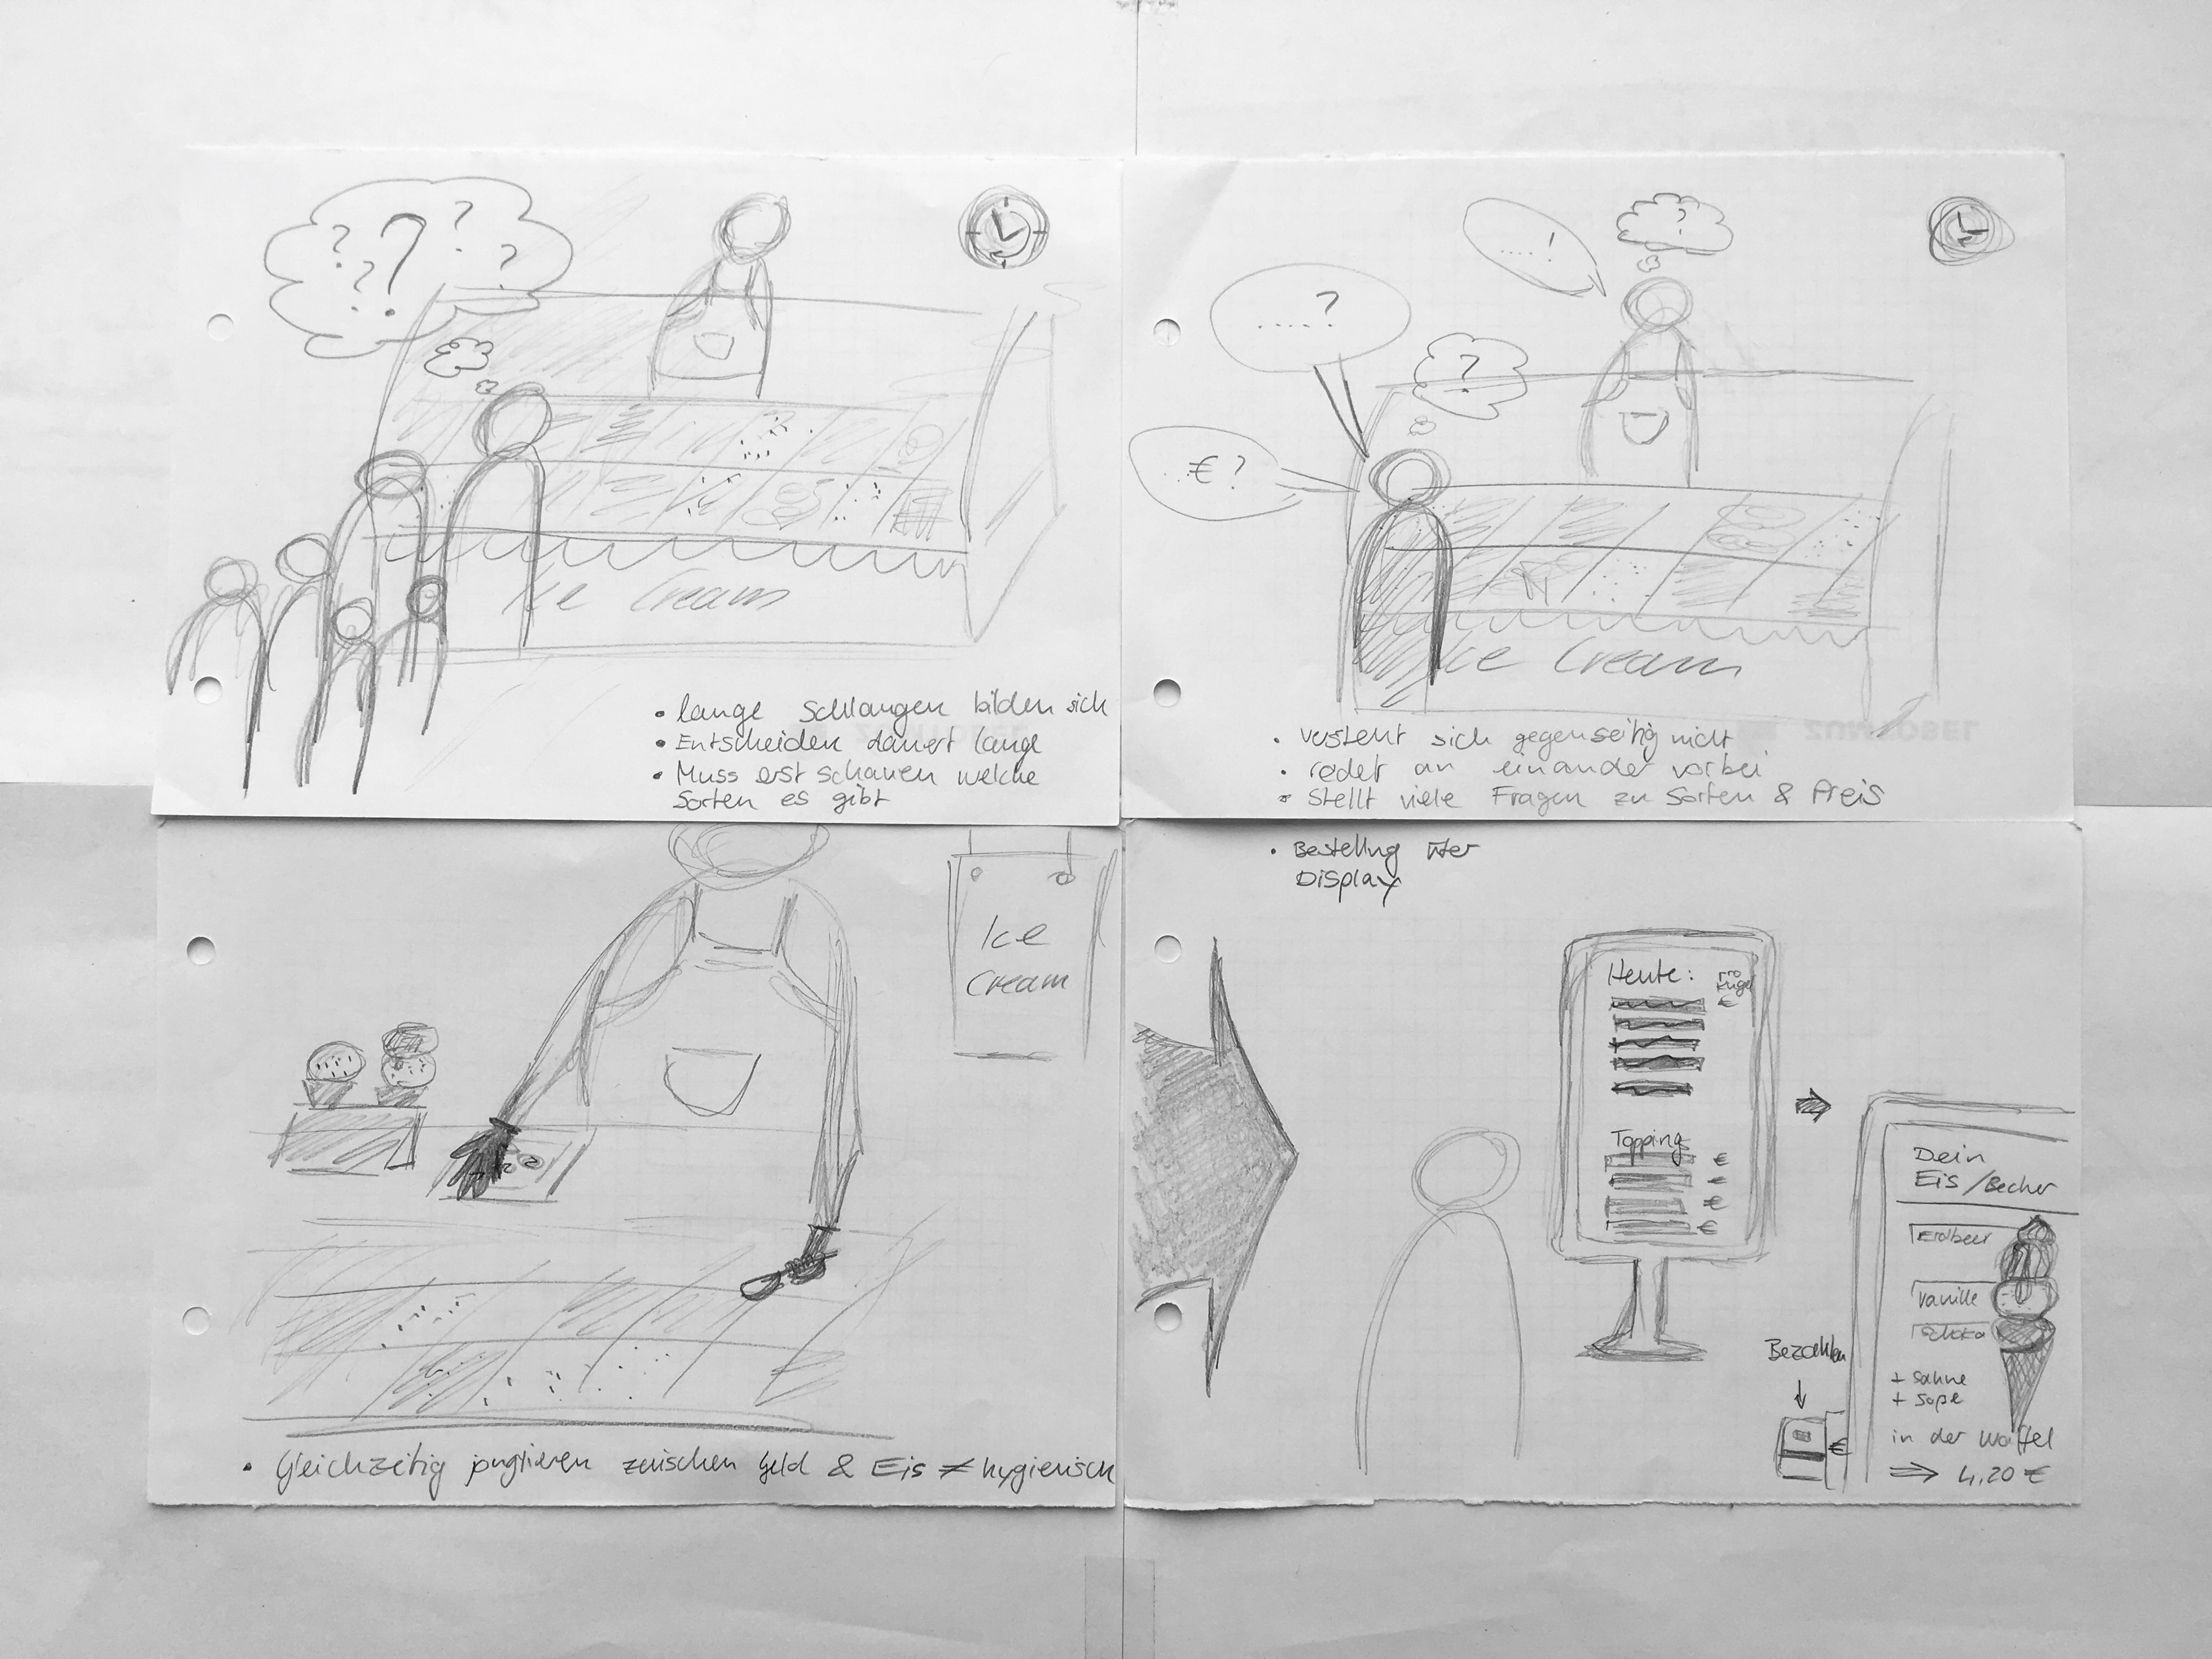 ? ? ? ? ?
Ice Cream
• lange Schlangen bilden sich
• Entscheiden dauert lange
• Muss erst schauen welche
Sorten es gibt
.....!
?
.....?
?
..€?
Ice Cream
• versteht sich gegenseitig nicht
• redet an einander vorbei
• Stellt viele Fragen zu Sorten & Preis
Ice
Cream
• Gleichzeitig jonglieren zwischen Geld & Eis ≠ hygienisch
• Bestellung über
Display
Heute: pro
Kugel
€
Topping
€
€
€
€
Dein
Eis/Becher
Erdbeer
Vanille
Schoko
+ Sahne
+ Soße
in der Waffel
⇒ 4,20 €
Bezahlen
↓
€